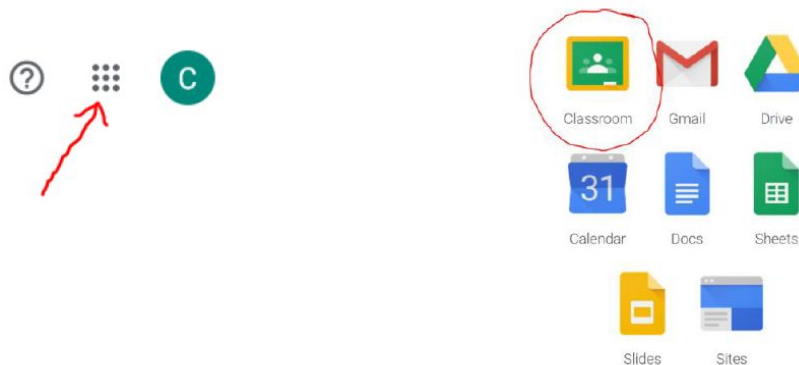 C
Classroom Gmail Drive
31
Calendar Docs Sheets
Slides Sites